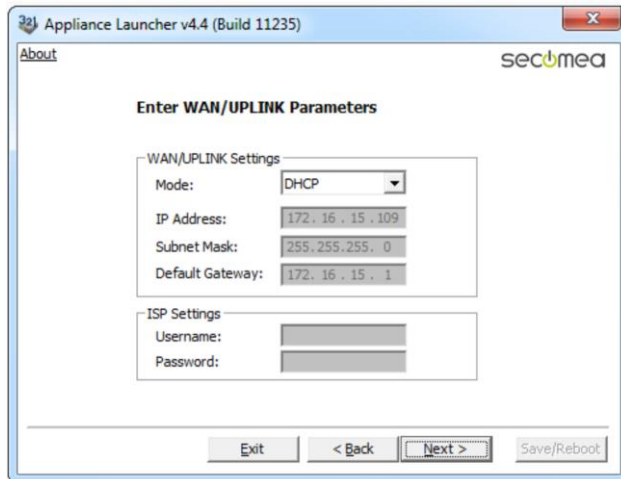 Appliance Launcher v4.4 (Build 11235)
About
secomea
Enter WAN/UPLINK Parameters
WAN/UPLINK Settings
Mode: DHCP
IP Address: 172. 16 . 15 .109
Subnet Mask: 255.255.255. 0
Default Gateway: 172. 16 . 15 . 1
ISP Settings
Username:
Password:
Exit < Back Next > Save/Reboot